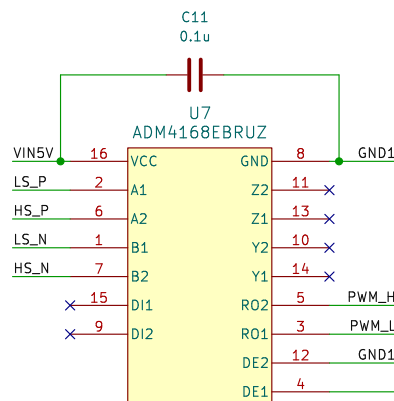 C11
0.1u
U7
ADM4168EBRUZ
VIN5V 16 VCC GND 8 GND1
LS_P 2 A1 Z2 11
HS_P 6 A2 Z1 13
LS_N 1 B1 Y2 10
HS_N 7 B2 Y1 14
15 DI1 RO2 5 PWM_H
9 DI2 RO1 3 PWM_L
DE2 12 GND1
DE1 4